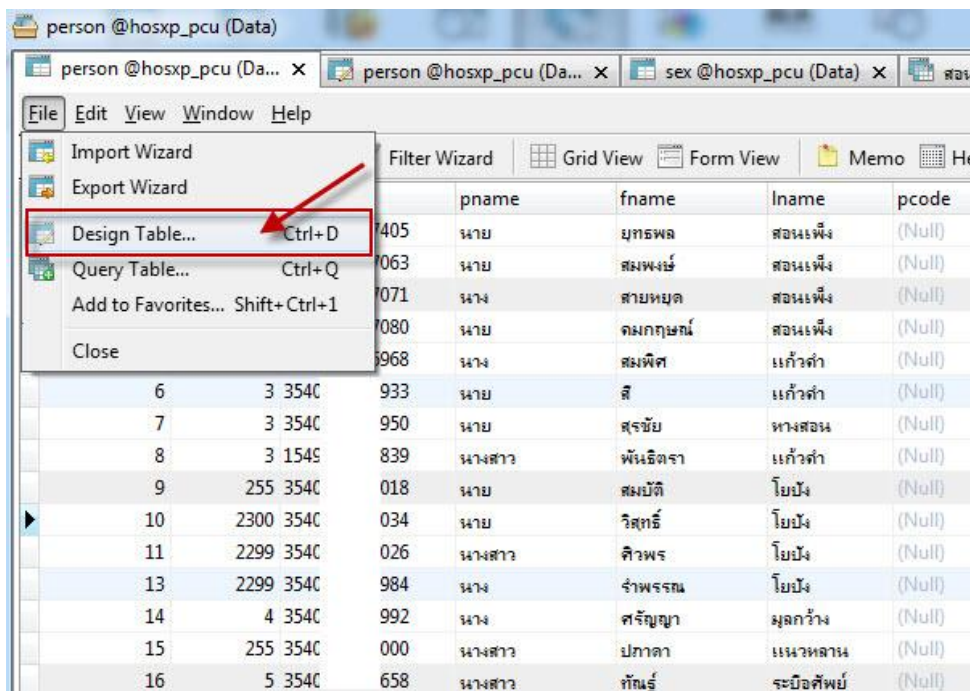 person @hosxp_pcu (Data)
person @hosxp_pcu (Da... person @hosxp_pcu (Da... sex @hosxp_pcu (Data)
File Edit View Window Help
Import Wizard Filter Wizard Grid View Form View Memo He
Export Wizard pname fname lname pcode
Design Table... Ctrl+D 7405 นาย ยุทธพล สอนเพ็ง (Null)
Query Table... Ctrl+Q 7063 นาย สมพงษ์ สอนเพ็ง (Null)
Add to Favorites... Shift+Ctrl+1 7071 นาง สายหยุด สอนเพ็ง (Null)
7080 นาย คมกฤษณ์ สอนเพ็ง (Null)
Close 5968 นาง สมพิศ แก้วดำ (Null)
6 3 3540 933 นาย สี แก้วดำ (Null)
7 3 3540 950 นาย สุรชัย หางสอน (Null)
8 3 1549 839 นางสาว พันธิตรา แก้วดำ (Null)
9 255 3540 018 นาย สมบัติ โยปัง (Null)
10 2300 3540 034 นาย วิสุทธิ์ โยปัง (Null)
11 2299 3540 026 นางสาว ศิวพร โยปัง (Null)
13 2299 3540 984 นาง รำพรรณ โยปัง (Null)
14 4 3540 992 นาง ศรัญญา มุลกว้าง (Null)
15 255 3540 000 นางสาว ปภาดา แนวหลาน (Null)
16 5 3540 658 นางสาว ทัณธุ์ ระบือศัพย์ (Null)